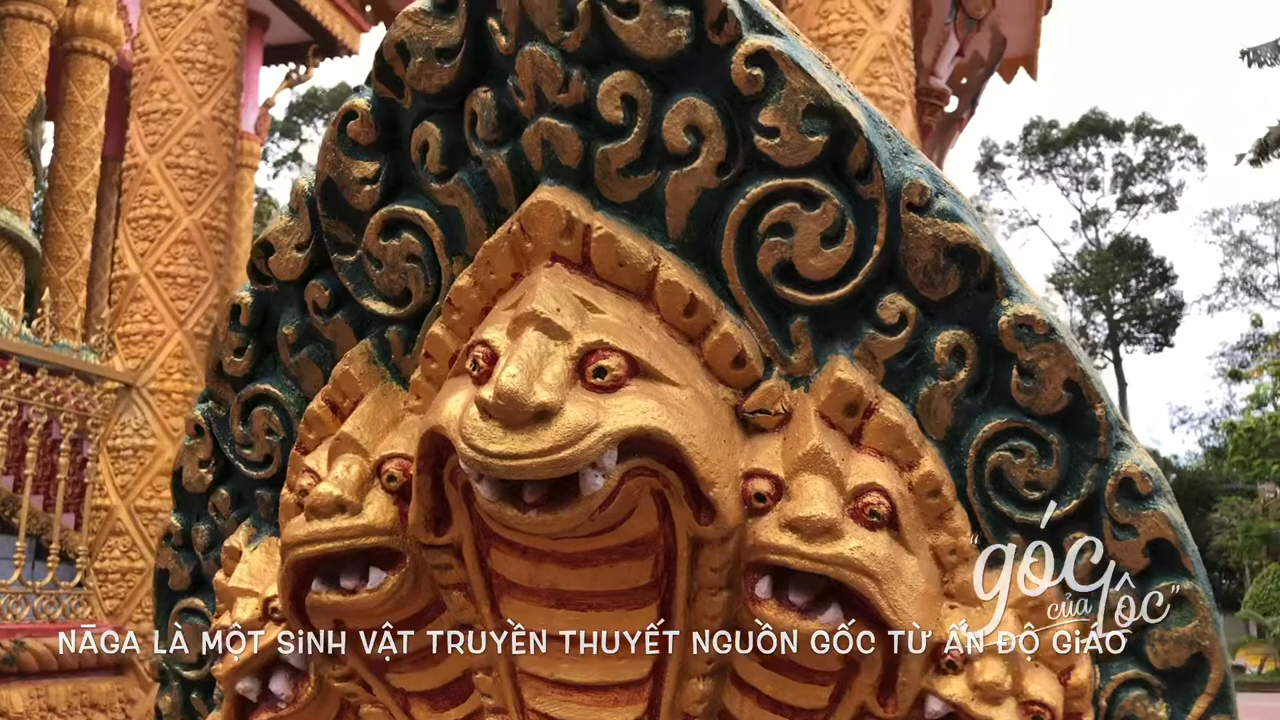 "góc
của Lộc"
NĀGA LÀ MỘT SiNH VẬT TRUYỀN THUYẾT NGUỒN GỐC TỪ ẤN ĐỘ GiÁO